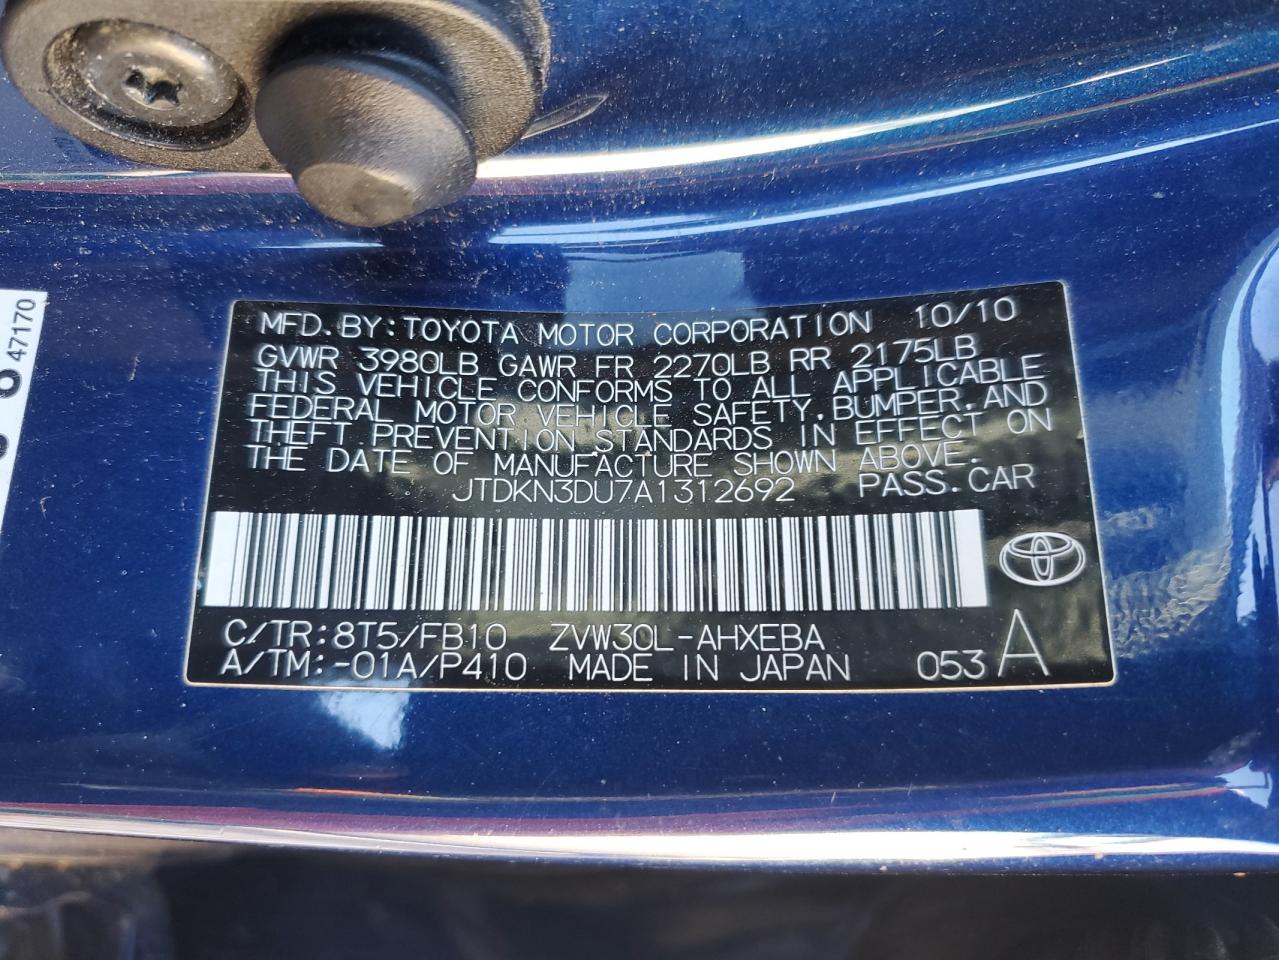 MFD. BY: TOYOTA MOTOR CORPORATION 10/10
GVWR 3980LB GAWR FR 2270LB RR 2175LB
THIS VEHICLE CONFORMS TO ALL APPLICABLE
FEDERAL MOTOR VEHICLE SAFETY, BUMPER, AND
THEFT PREVENTION STANDARDS IN EFFECT ON
THE DATE OF MANUFACTURE SHOWN ABOVE.
JTDKN3DU7A1312692 PASS. CAR
C/TR: 8T5/FB10 ZVW30L-AHXEBA
A/TM: -01A/P410 MADE IN JAPAN 053 A
47170